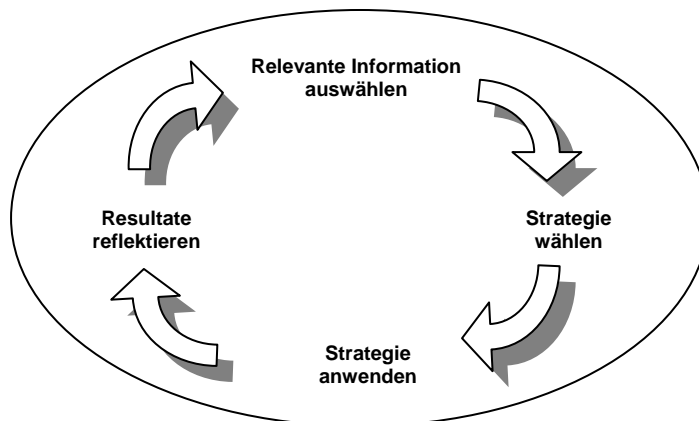 Relevante Information
auswählen
Strategie
wählen
Strategie
anwenden
Resultate
reflektieren